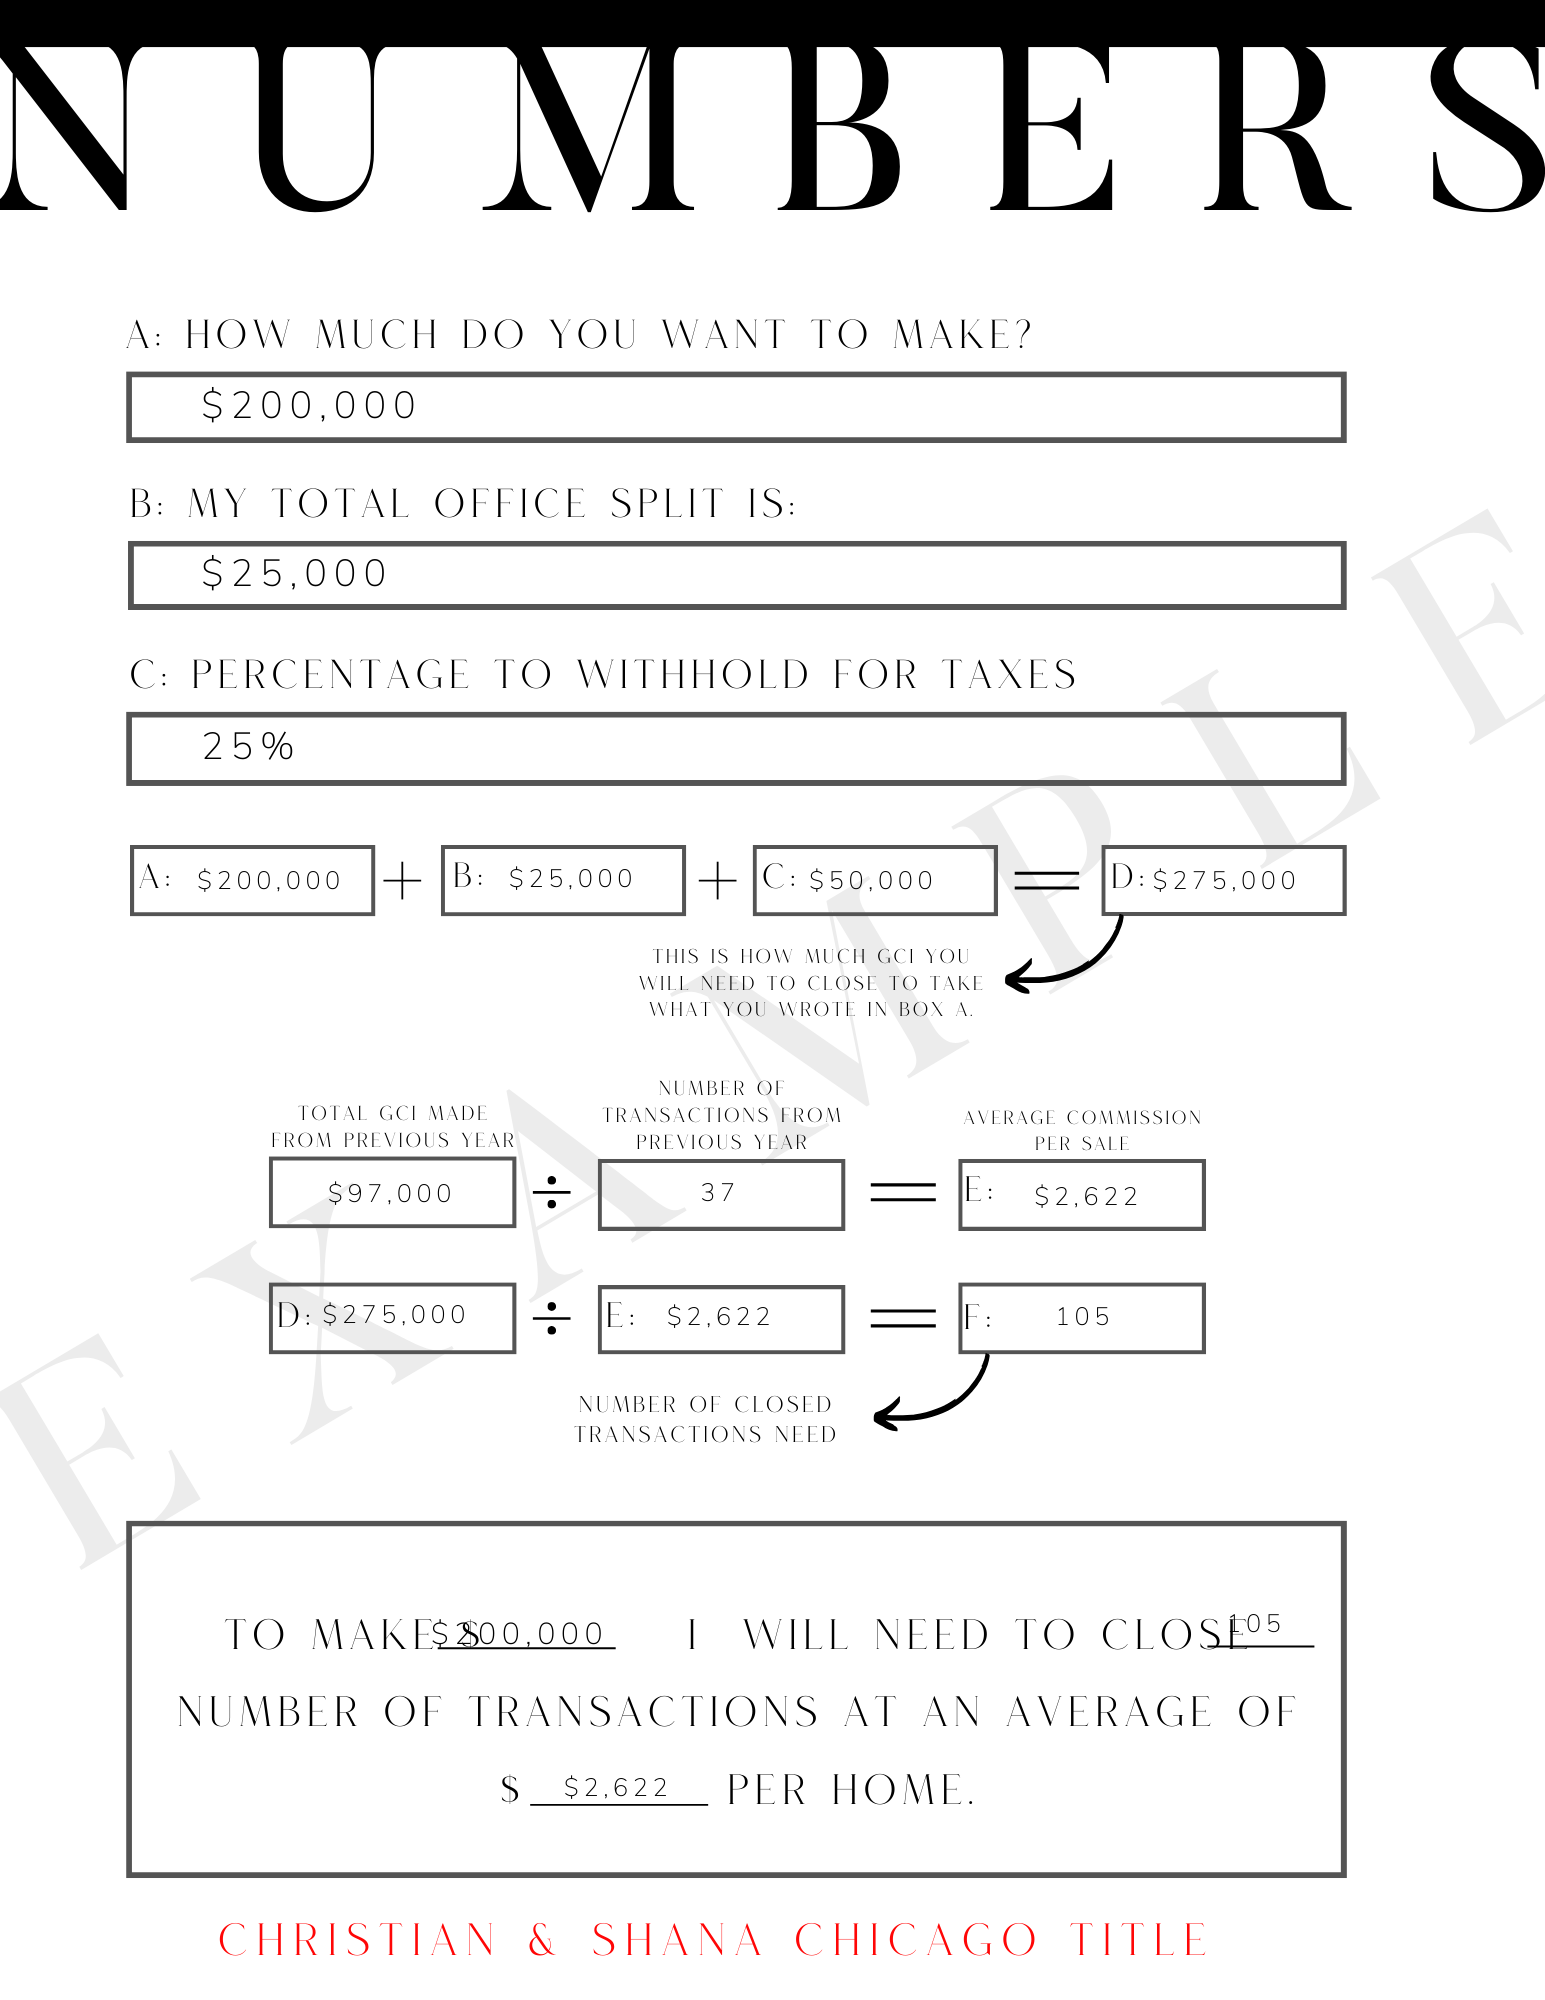 NUMBERS
A: HOW MUCH DO YOU WANT TO MAKE?
$200,000
B: MY TOTAL OFFICE SPLIT IS:
$25,000
C: PERCENTAGE TO WITHHOLD FOR TAXES
25%
A: $200,000 + B: $25,000 + C: $50,000 = D: $275,000
THIS IS HOW MUCH GCI YOU
WILL NEED TO CLOSE TO TAKE
WHAT YOU WROTE IN BOX A.
TOTAL GCI MADE
FROM PREVIOUS YEAR
NUMBER OF
TRANSACTIONS FROM
PREVIOUS YEAR
AVERAGE COMMISSION
PER SALE
$97,000 ÷ 37 = E: $2,622
D: $275,000 ÷ E: $2,622 = F: 105
NUMBER OF CLOSED
TRANSACTIONS NEED
TO MAKE $ $200,000 I WILL NEED TO CLOSE 105
NUMBER OF TRANSACTIONS AT AN AVERAGE OF
$ $2,622 PER HOME.
CHRISTIAN & SHANA CHICAGO TITLE
EXAMPLE